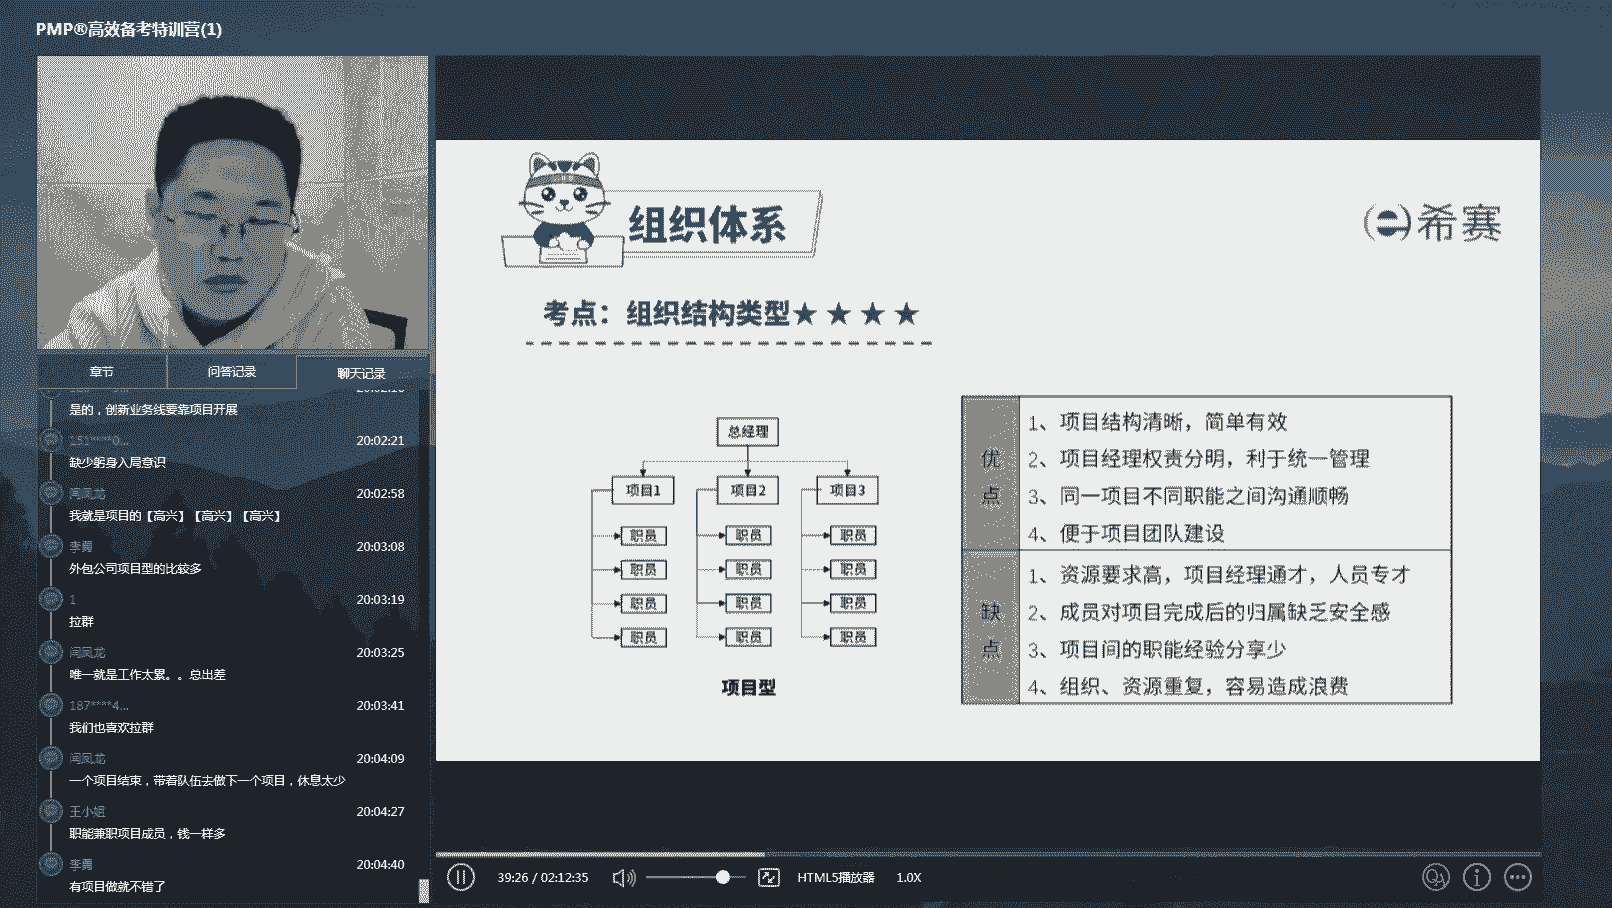 PMP®高效备考特训营(1)
章节
问答记录
聊天记录
是的，创新业务线要靠项目开展
151****0...
20:02:21
缺少躬身入局意识
闫凤龙
20:02:58
我就是项目的【高兴】【高兴】【高兴】
李勇
20:03:08
外包公司项目型的比较多
1
20:03:19
拉群
闫凤龙
20:03:25
唯一就是工作太累。。总出差
187****4...
20:03:41
我们也喜欢拉群
闫凤龙
20:04:09
一个项目结束，带着队伍去做下一个项目，休息太少
王小姐
20:04:27
职能兼职项目成员，钱一样多
李勇
20:04:40
有项目做就不错了
组织体系
希赛
考点：组织结构类型★★★★
总经理
项目1
项目2
项目3
职员
职员
职员
职员
职员
职员
职员
职员
职员
职员
职员
职员
项目型
优点
1、项目结构清晰，简单有效
2、项目经理权责分明，利于统一管理
3、同一项目不同职能之间沟通顺畅
4、便于项目团队建设
缺点
1、资源要求高，项目经理通才，人员专才
2、成员对项目完成后的归属缺乏安全感
3、项目间的职能经验分享少
4、组织、资源重复，容易造成浪费
39:26 / 02:12:35
HTML5播放器
1.0X
QA